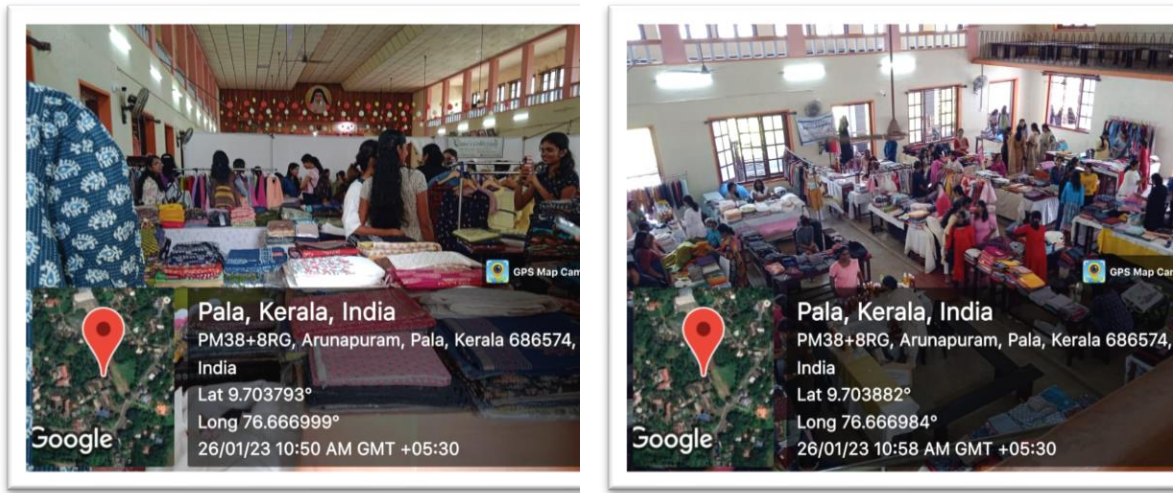 GPS Map Cam
Pala, Kerala, India
PM38+8RG, Arunapuram, Pala, Kerala 686574,
India
Lat 9.703793°
Long 76.666999°
26/01/23 10:50 AM GMT +05:30
Google
GPS Map Cam
Pala, Kerala, India
PM38+8RG, Arunapuram, Pala, Kerala 686574,
India
Lat 9.703882°
Long 76.666984°
26/01/23 10:58 AM GMT +05:30
Google